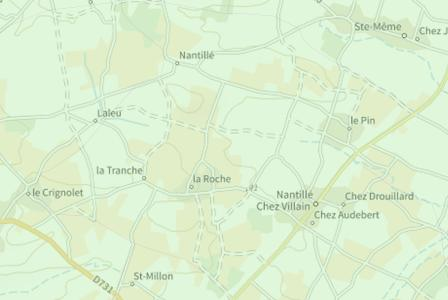 Ste-Même
Chez J
Nantillé
Laleu
le Pin
la Tranche
la Roche
le Crignolet
Nantillé
Chez Villain
Chez Drouillard
Chez Audebert
D731
St-Millon